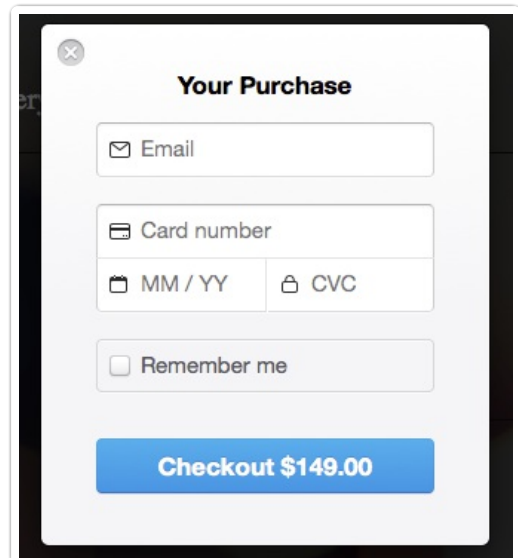 Your Purchase
Email
Card number
MM / YY CVC
Remember me
Checkout $149.00